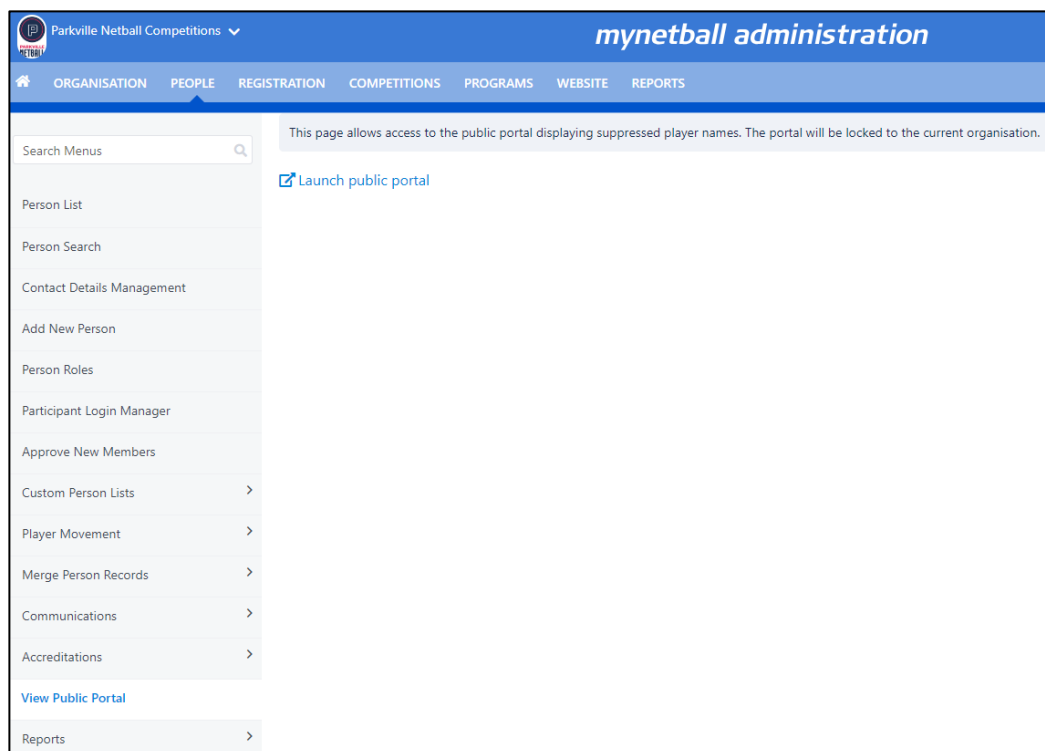 P
PARKVILLE
NETBALL
Parkville Netball Competitions
mynetball administration
ORGANISATION PEOPLE REGISTRATION COMPETITIONS PROGRAMS WEBSITE REPORTS
Search Menus
This page allows access to the public portal displaying suppressed player names. The portal will be locked to the current organisation.
Launch public portal
Person List
Person Search
Contact Details Management
Add New Person
Person Roles
Participant Login Manager
Approve New Members
Custom Person Lists
Player Movement
Merge Person Records
Communications
Accreditations
View Public Portal
Reports